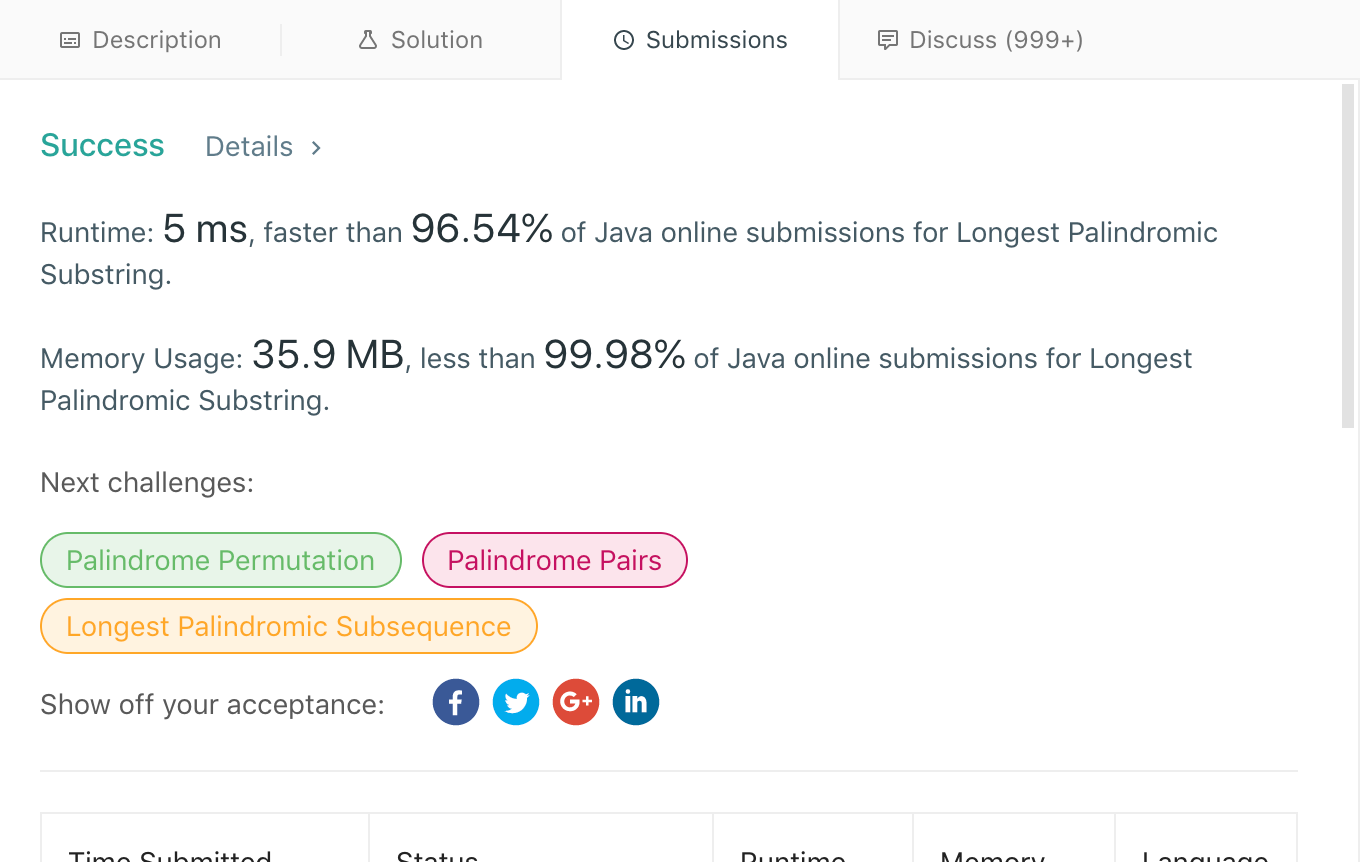 Description
Solution
Submissions
Discuss (999+)
Success
Details
Runtime: 5 ms, faster than 96.54% of Java online submissions for Longest Palindromic
Substring.
Memory Usage: 35.9 MB, less than 99.98% of Java online submissions for Longest
Palindromic Substring.
Next challenges:
Palindrome Permutation
Palindrome Pairs
Longest Palindromic Subsequence
Show off your acceptance:
f
G+
in
Time Submitted
Status
Runtime
Memory
Language